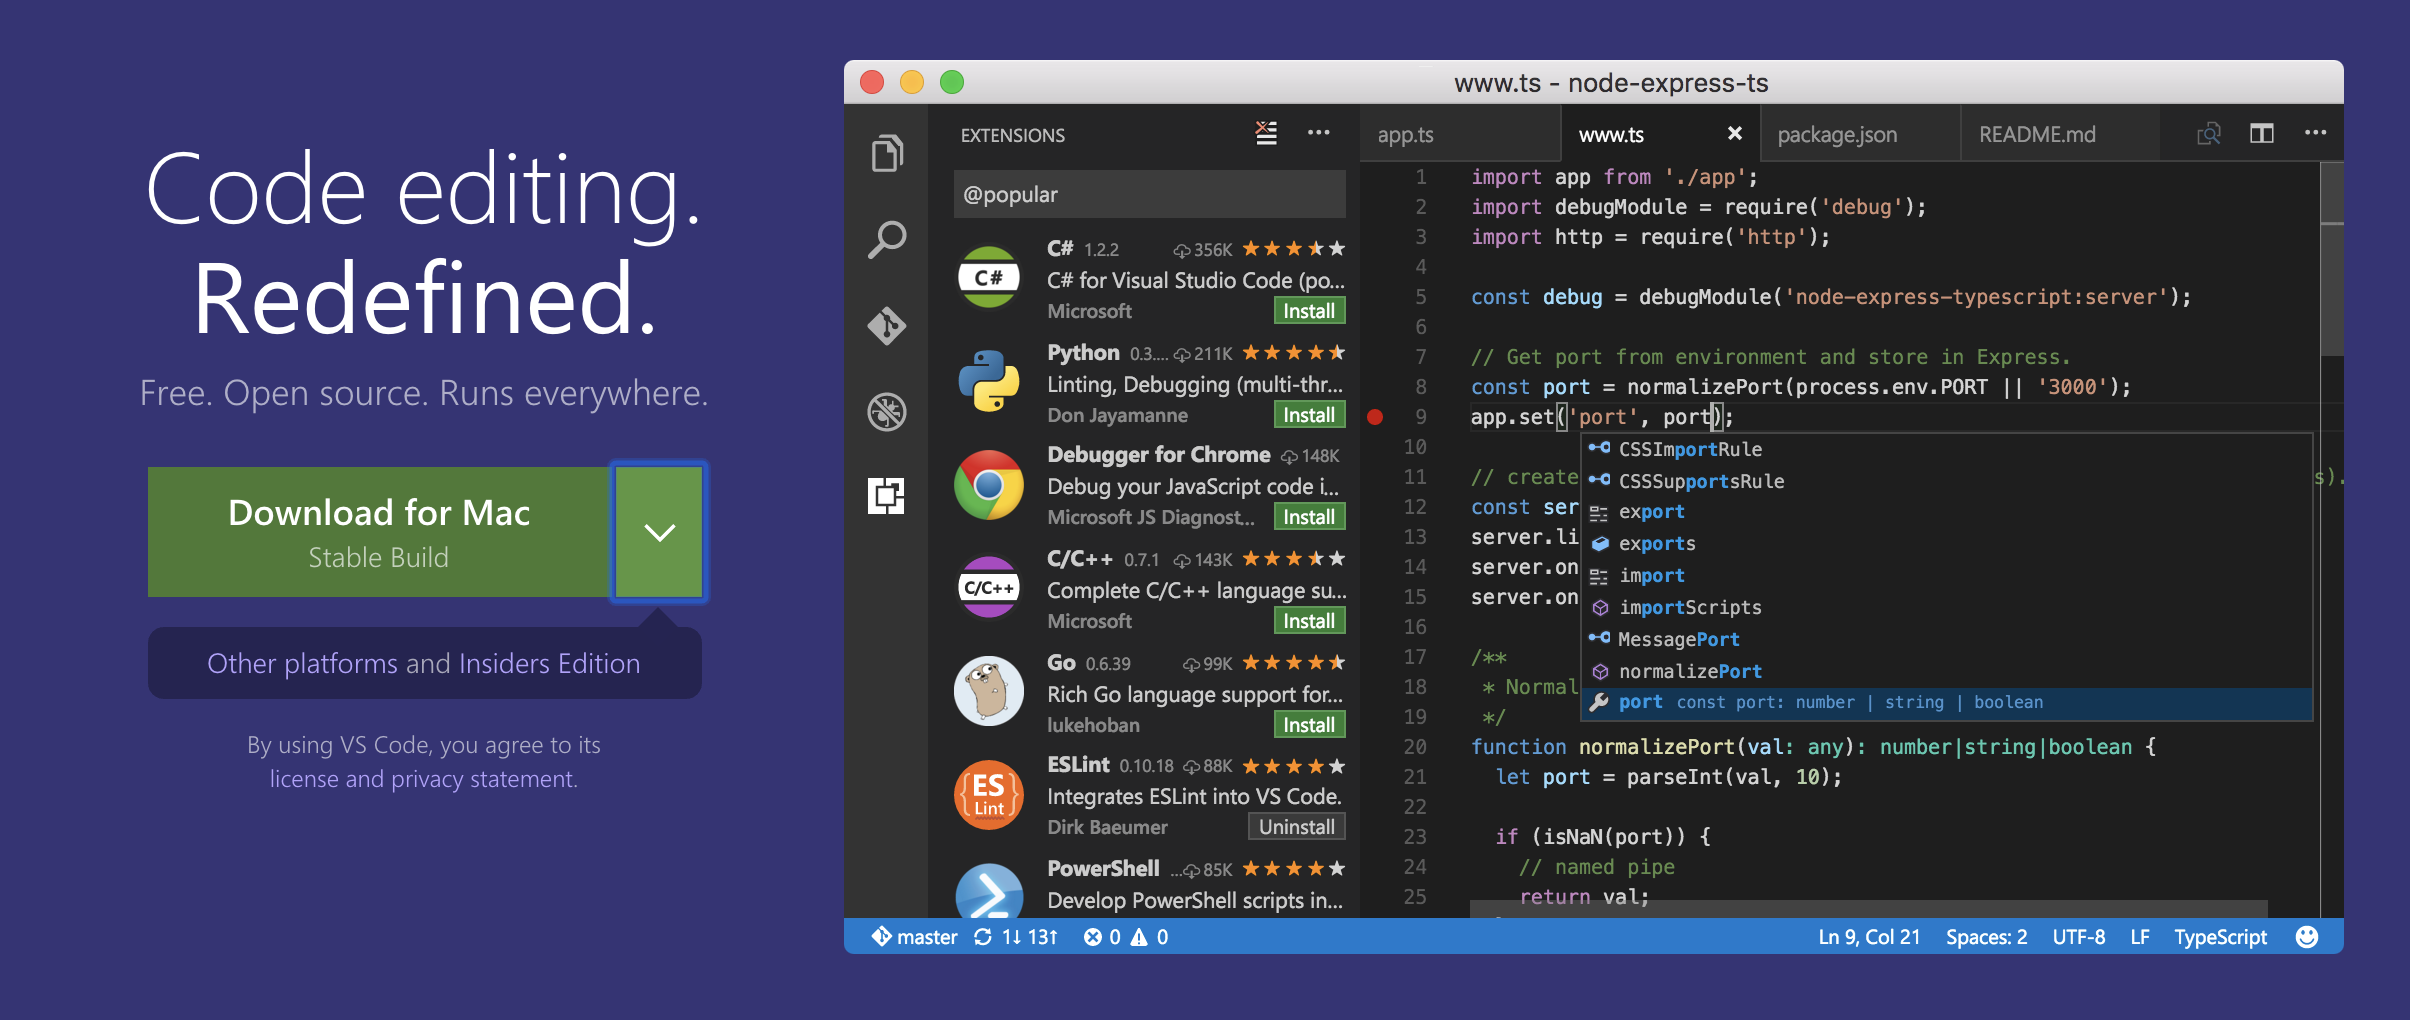 Code editing.
Redefined.
Free. Open source. Runs everywhere.
Download for Mac
Stable Build
Other platforms and Insiders Edition
By using VS Code, you agree to its
license and privacy statement.
www.ts - node-express-ts
EXTENSIONS
@popular
C# 1.2.2 356K
C# for Visual Studio Code (po...
Microsoft Install
C#
Python 0.3.... 211K
Linting, Debugging (multi-thr...
Don Jayamanne Install
Debugger for Chrome 148K
Debug your JavaScript code i...
Microsoft JS Diagnost... Install
C/C++ 0.7.1 143K
Complete C/C++ language su...
Microsoft Install
C/C++
Go 0.6.39 99K
Rich Go language support for...
lukehoban Install
ESLint 0.10.18 88K
Integrates ESLint into VS Code.
Dirk Baeumer Uninstall
{ES}
Lint
PowerShell ... 85K
Develop PowerShell scripts in...
app.ts www.ts package.json README.md
1 import app from './app';
2 import debugModule = require('debug');
3 import http = require('http');
4
5 const debug = debugModule('node-express-typescript:server');
6
7 // Get port from environment and store in Express.
8 const port = normalizePort(process.env.PORT || '3000');
9 app.set('port', port);
10
11 // create s).
12 const ser
13 server.li
14 server.on
15 server.on
16
17 /**
18 * Normal
19 */
20 function normalizePort(val: any): number|string|boolean {
21 let port = parseInt(val, 10);
22
23 if (isNaN(port)) {
24 // named pipe
25 return val;
CSSImportRule
CSSSupportsRule
export
exports
import
importScripts
MessagePort
normalizePort
port const port: number | string | boolean
master 1↓ 13↑ 0 0 Ln 9, Col 21 Spaces: 2 UTF-8 LF TypeScript